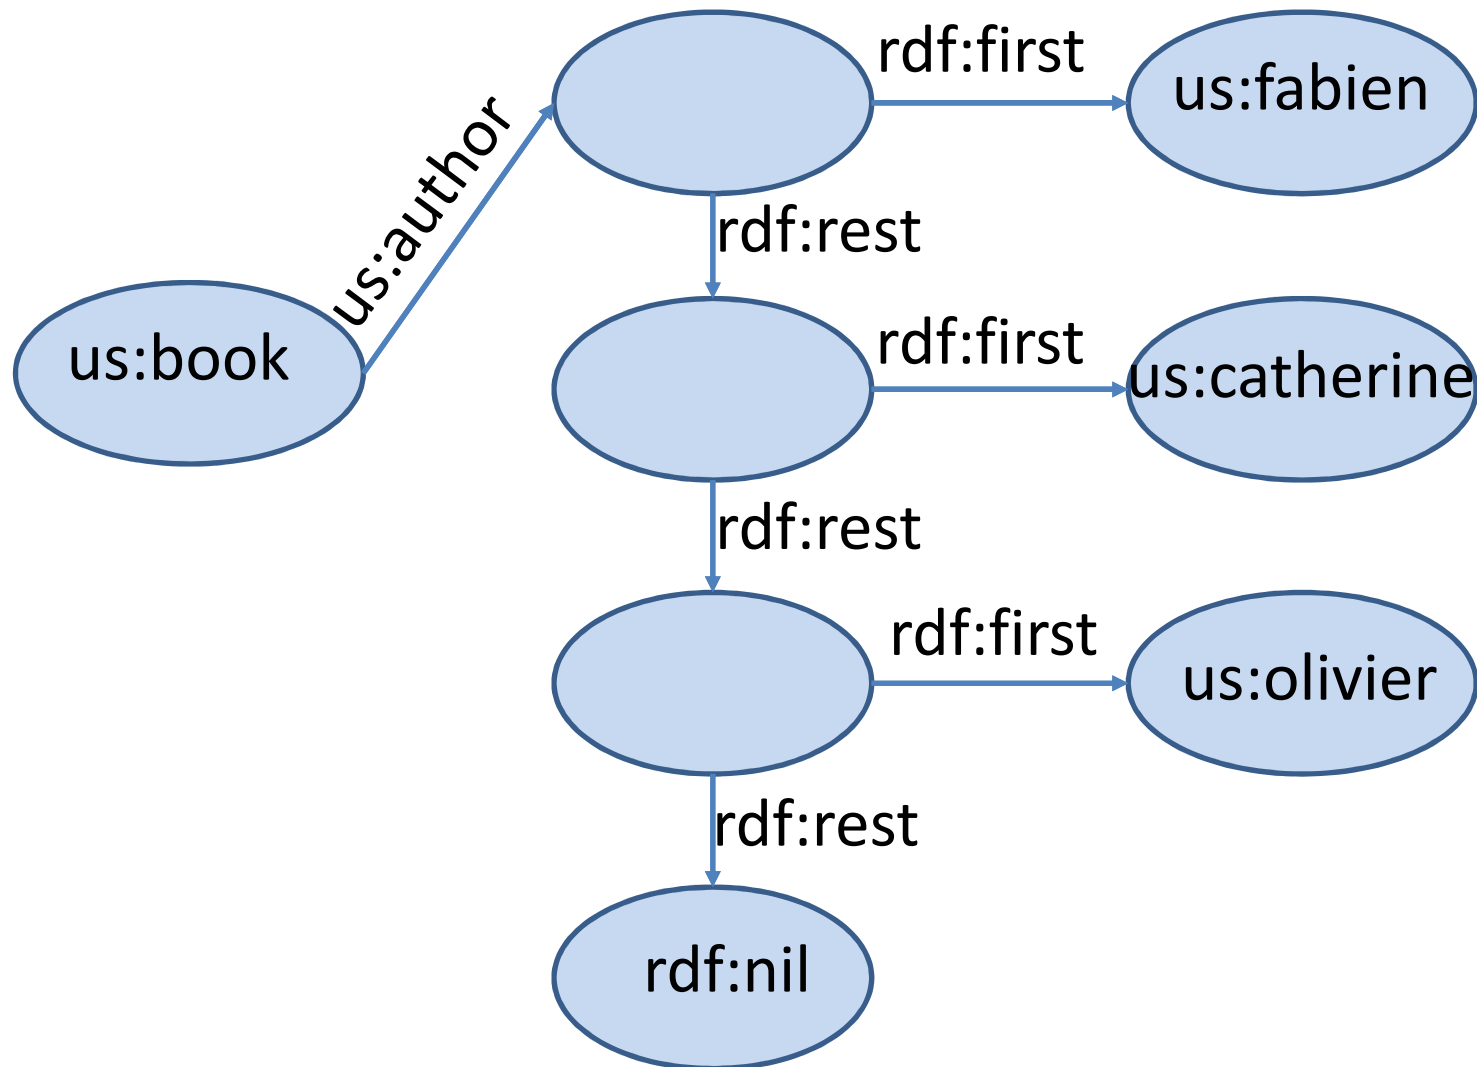 rdf:first
us:fabien
us:author
rdf:rest
us:book
rdf:first
us:catherine
rdf:rest
rdf:first
us:olivier
rdf:rest
rdf:nil